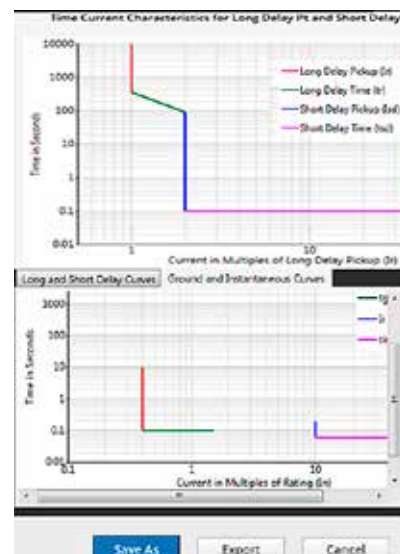 Time Current Characteristics for Long Delay Pt and Short Delay
10000
1000
100
10
1
0.1
0.01
Time in Seconds
Long Delay Pickup (Ir)
Long Delay Time (tr)
Short Delay Pickup (Isd)
Short Delay Time (tsd)
1
10
Current in Multiples of Long Delay Pickup (Ir)
Long and Short Delay Curves
Ground and Instantaneous Curves
1000
100
10
1
0.1
0.01
Time in Seconds
tg
0.1
1
10
Current in Multiples of Rating (In)
Save As
Export
Cancel